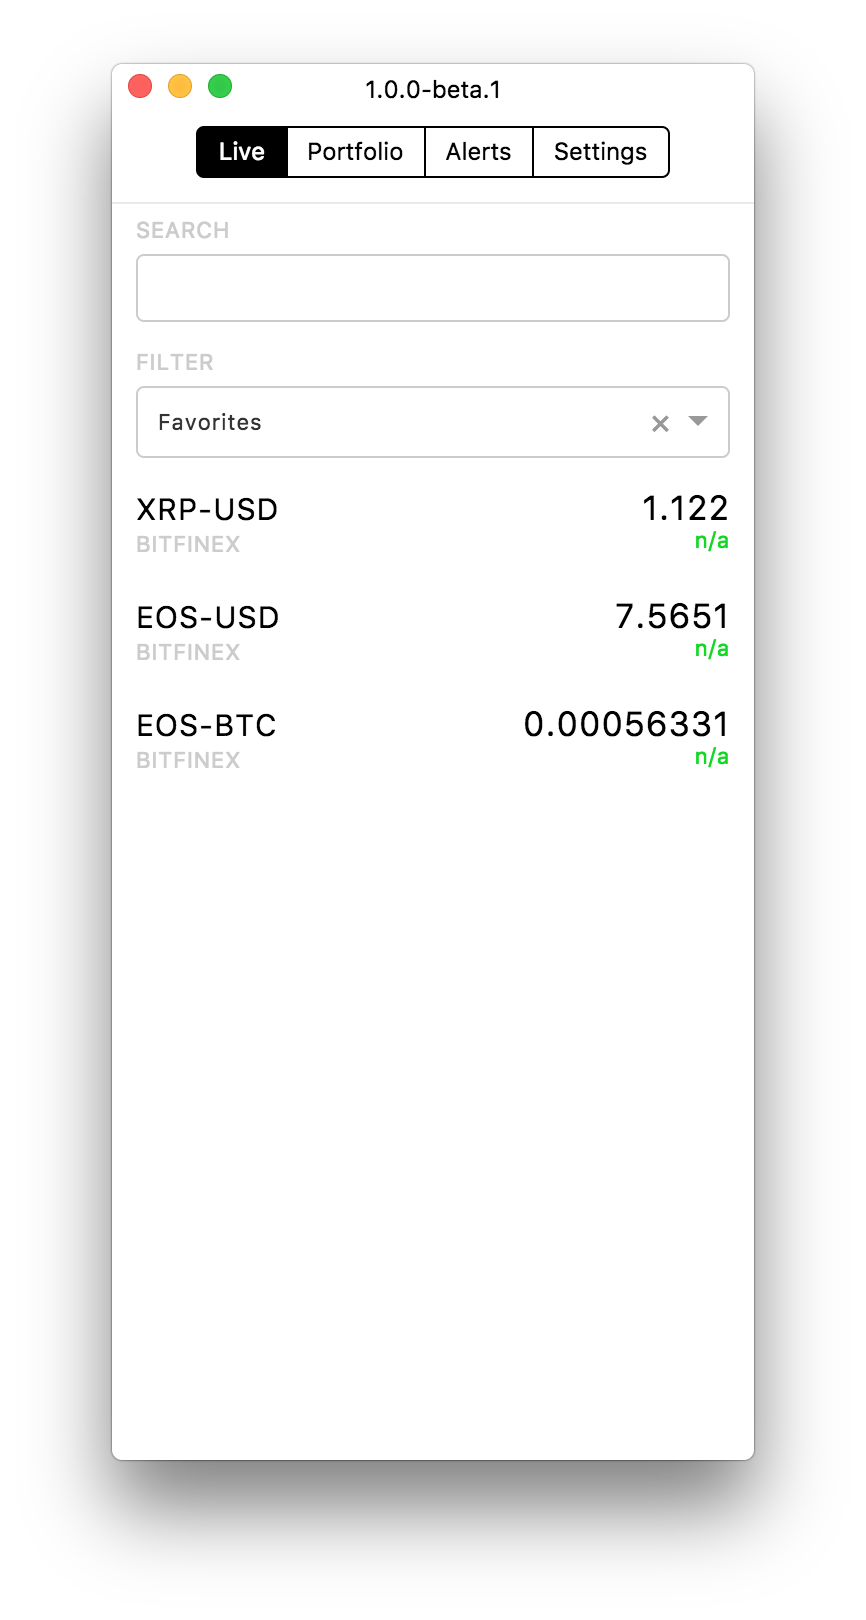 1.0.0-beta.1
Live Portfolio Alerts Settings
SEARCH
FILTER
Favorites
XRP-USD 1.122
BITFINEX n/a
EOS-USD 7.5651
BITFINEX n/a
EOS-BTC 0.00056331
BITFINEX n/a